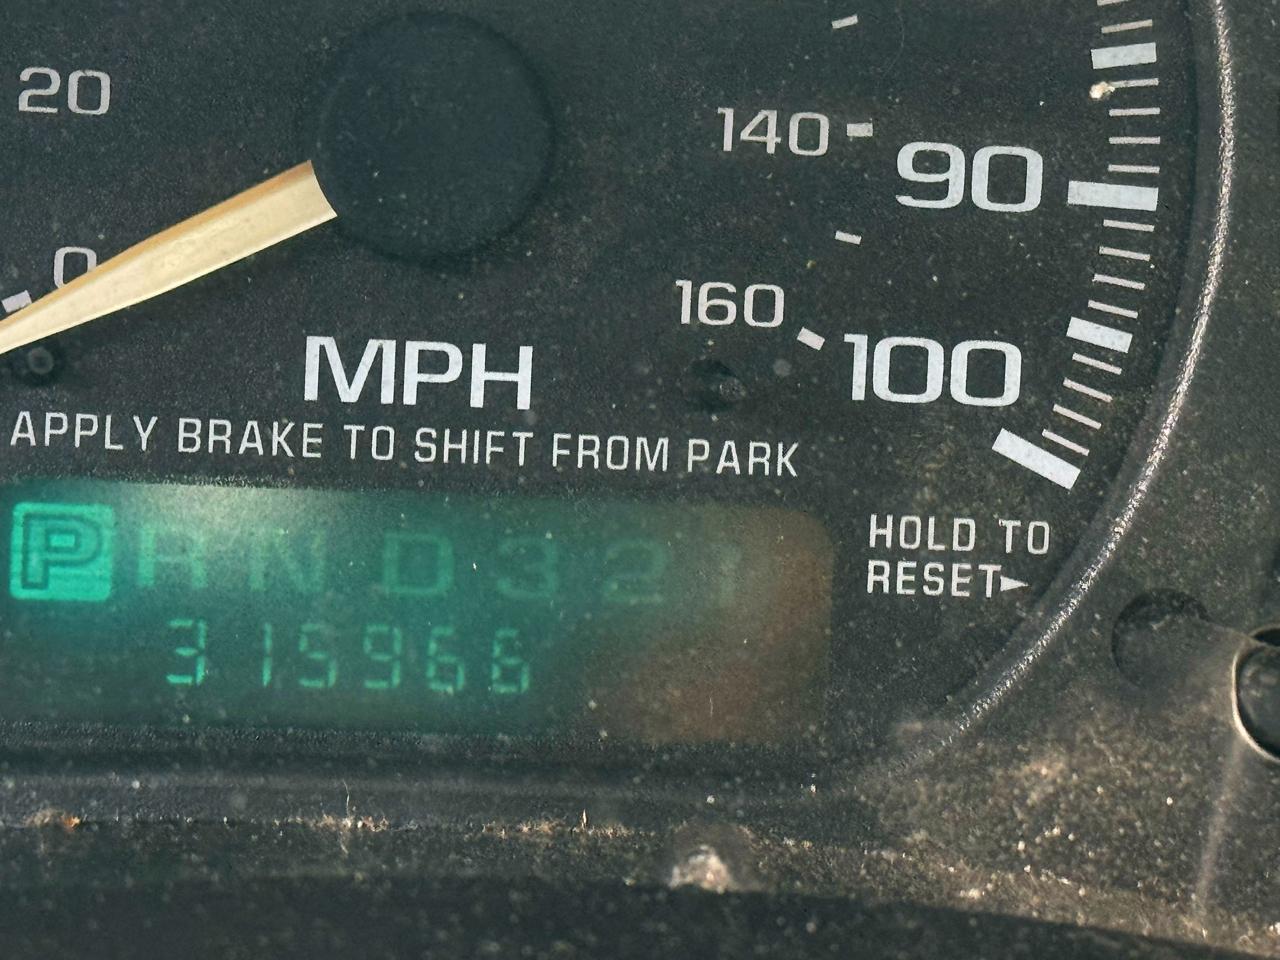 20
140
90
0
160
100
MPH
APPLY BRAKE TO SHIFT FROM PARK
P R N D 3 2 1
HOLD TO
RESET►
315966